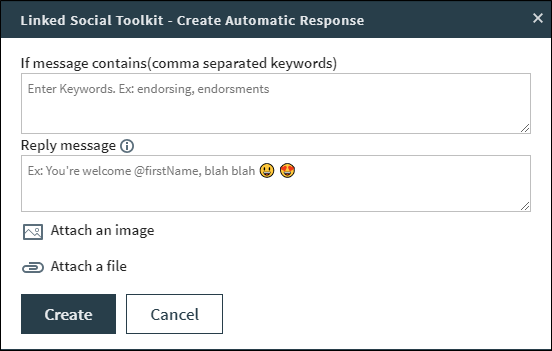 Linked Social Toolkit - Create Automatic Response
If message contains(comma separated keywords)
Enter Keywords. Ex: endorsing, endorsments
Reply message
Ex: You're welcome @firstName, blah blah 😃 😍
Attach an image
Attach a file
Create
Cancel